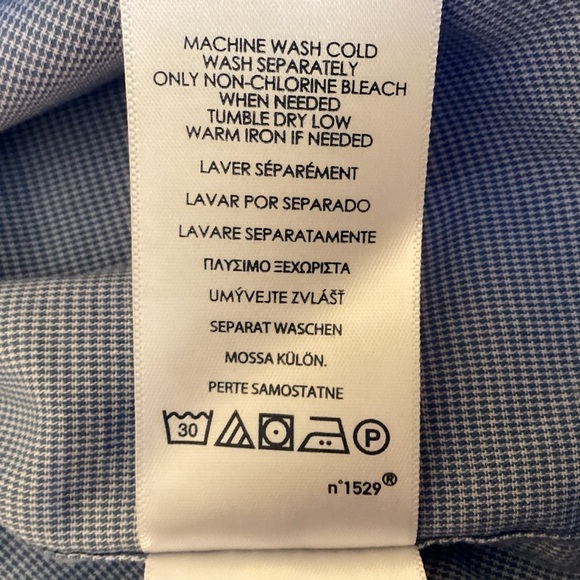 MACHINE WASH COLD
WASH SEPARATELY
ONLY NON-CHLORINE BLEACH
WHEN NEEDED
TUMBLE DRY LOW
WARM IRON IF NEEDED
LAVER SÉPARÉMENT
LAVAR POR SEPARADO
LAVARE SEPARATAMENTE
ΠΛΥΣΙΜΟ ΞΕΧΩΡΙΣΤΑ
UMÝVEJTE ZVLÁŠŤ
SEPARAT WASCHEN
MOSSA KÜLÖN.
PERTE SAMOSTATNE
30 P
n°1529®